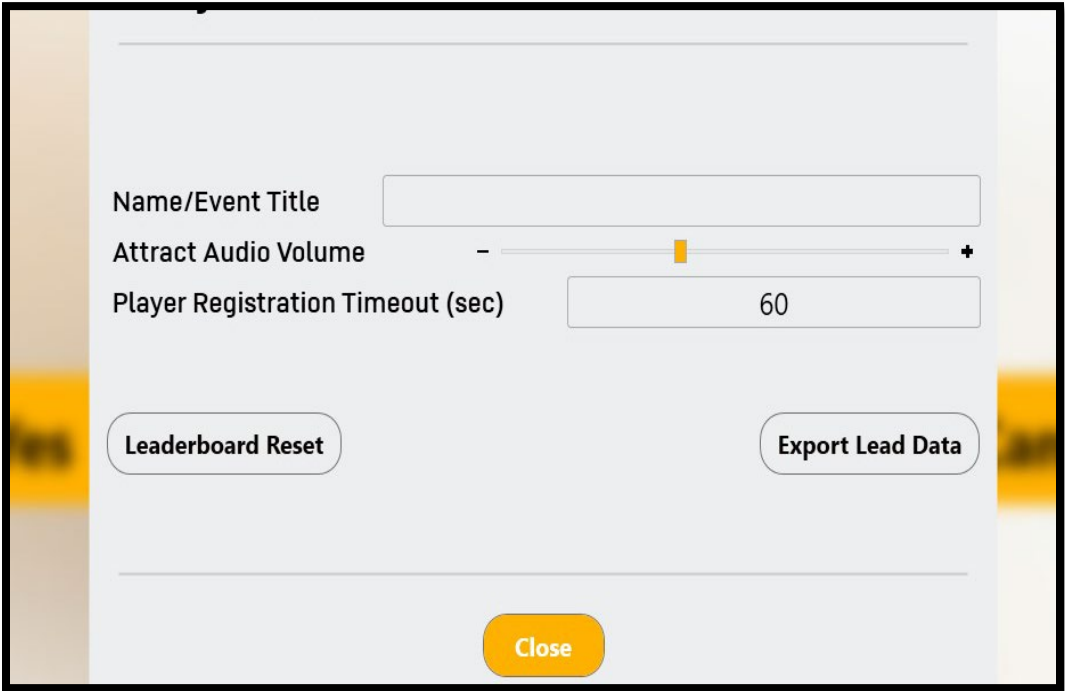 Name/Event Title
Attract Audio Volume - +
Player Registration Timeout (sec) 60
Leaderboard Reset Export Lead Data
Close